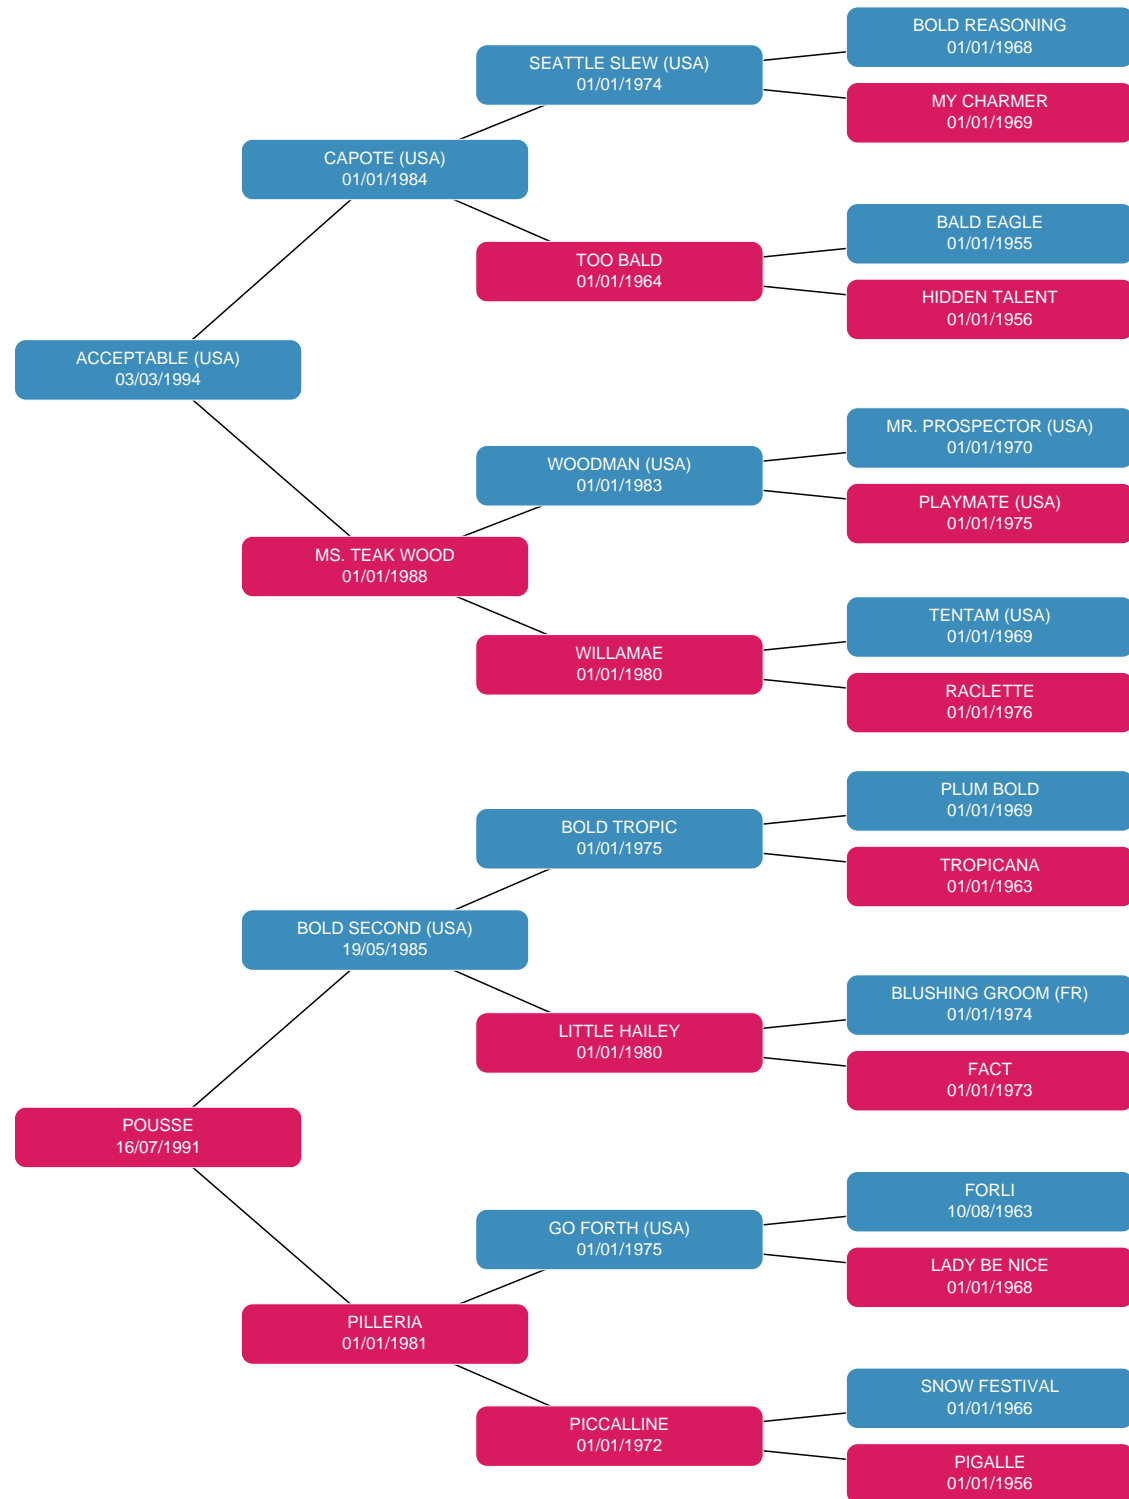 BOLD REASONING
01/01/1968
SEATTLE SLEW (USA)
01/01/1974
MY CHARMER
01/01/1969
CAPOTE (USA)
01/01/1984
BALD EAGLE
01/01/1955
TOO BALD
01/01/1964
HIDDEN TALENT
01/01/1956
ACCEPTABLE (USA)
03/03/1994
MR. PROSPECTOR (USA)
01/01/1970
WOODMAN (USA)
01/01/1983
PLAYMATE (USA)
01/01/1975
MS. TEAK WOOD
01/01/1988
TENTAM (USA)
01/01/1969
WILLAMAE
01/01/1980
RACLETTE
01/01/1976
PLUM BOLD
01/01/1969
BOLD TROPIC
01/01/1975
TROPICANA
01/01/1963
BOLD SECOND (USA)
19/05/1985
BLUSHING GROOM (FR)
01/01/1974
LITTLE HAILEY
01/01/1980
FACT
01/01/1973
POUSSE
16/07/1991
FORLI
10/08/1963
GO FORTH (USA)
01/01/1975
LADY BE NICE
01/01/1968
PILLERIA
01/01/1981
SNOW FESTIVAL
01/01/1966
PICCALLINE
01/01/1972
PIGALLE
01/01/1956